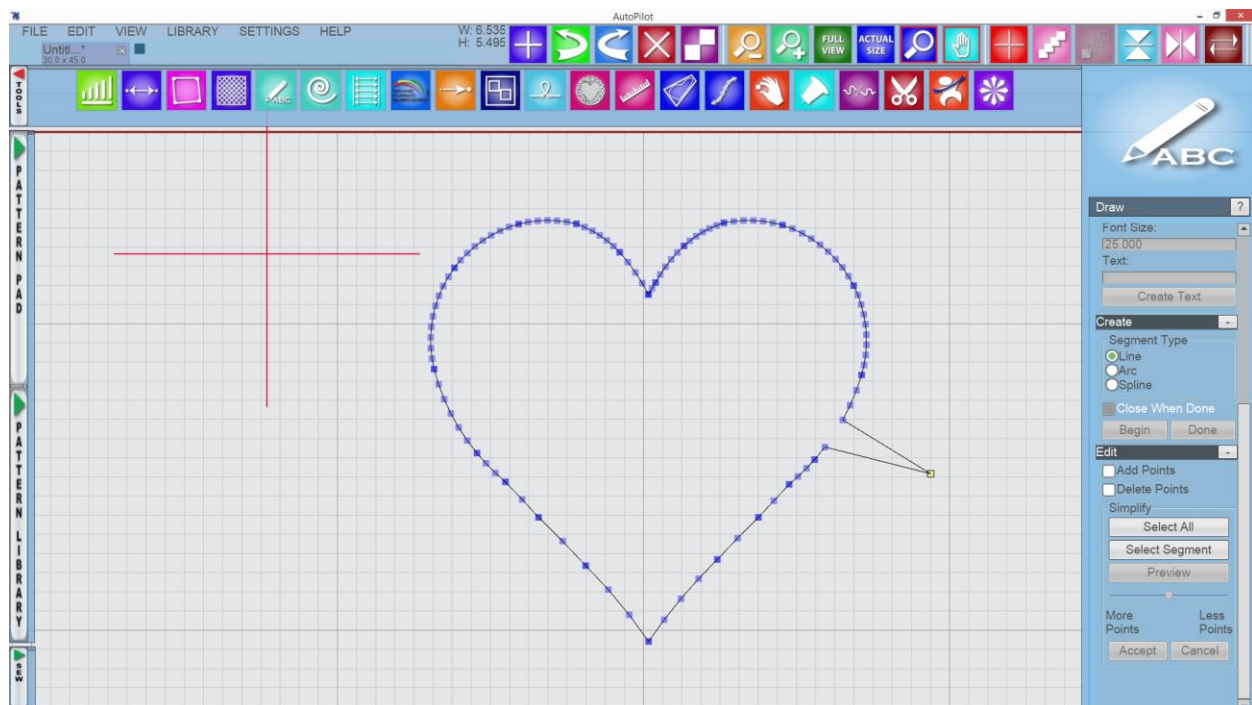 AutoPilot
FILE EDIT VIEW LIBRARY SETTINGS HELP
W: 6.535
H: 5.495
Untitl...*
30.0 x 45.0
FULL VIEW
ACTUAL SIZE
TOOLS
ABC
PATTERN PAD
PATTERN LIBRARY
SEW
ABC
Draw ?
Font Size:
25.000
Text:
Create Text
Create -
Segment Type
Line
Arc
Spline
Close When Done
Begin Done
Edit -
Add Points
Delete Points
Simplify
Select All
Select Segment
Preview
More Points Less Points
Accept Cancel